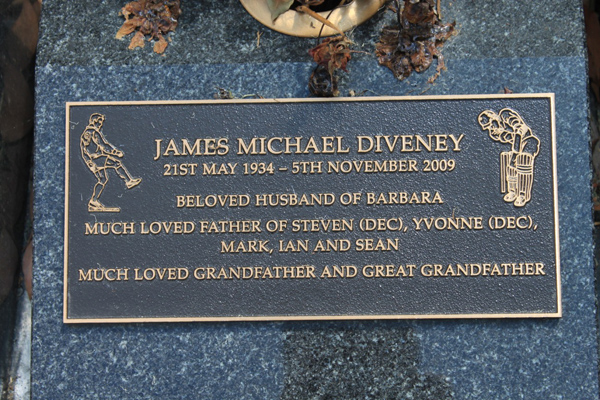 JAMES MICHAEL DIVENEY
21ST MAY 1934 – 5TH NOVEMBER 2009
BELOVED HUSBAND OF BARBARA
MUCH LOVED FATHER OF STEVEN (DEC), YVONNE (DEC),
MARK, IAN AND SEAN
MUCH LOVED GRANDFATHER AND GREAT GRANDFATHER